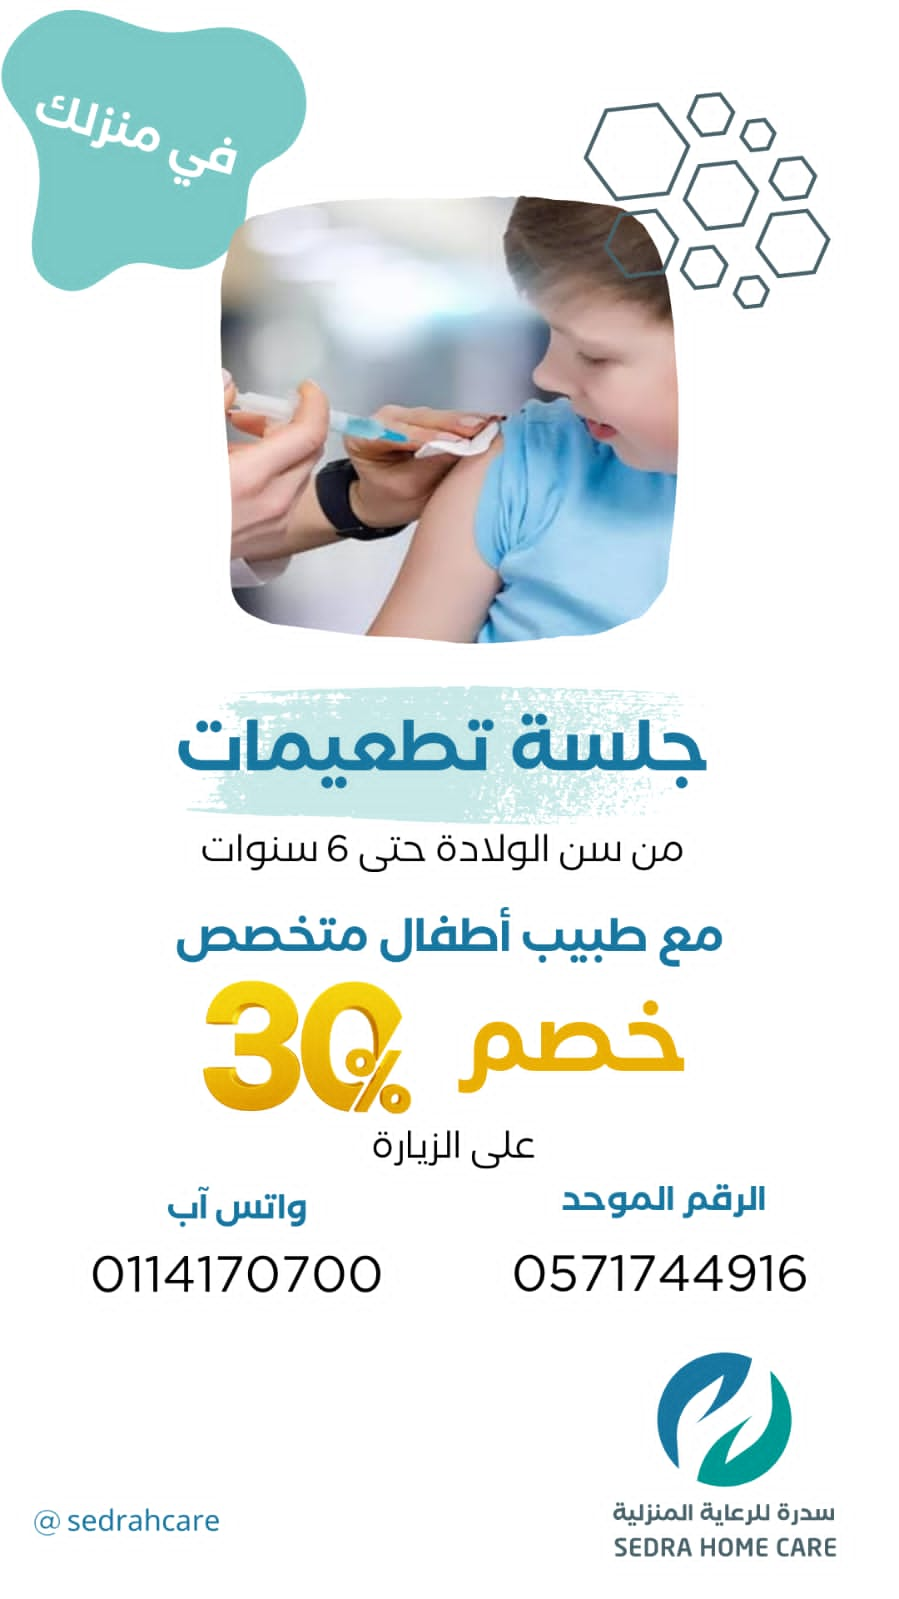 في منزلك
جلسة تطعيمات
من سن الولادة حتى 6 سنوات
مع طبيب أطفال متخصص
خصم 30%
على الزيارة
الرقم الموحد
0571744916
واتس آب
0114170700
سدرة للرعاية المنزلية
SEDRA HOME CARE
@ sedrahcare